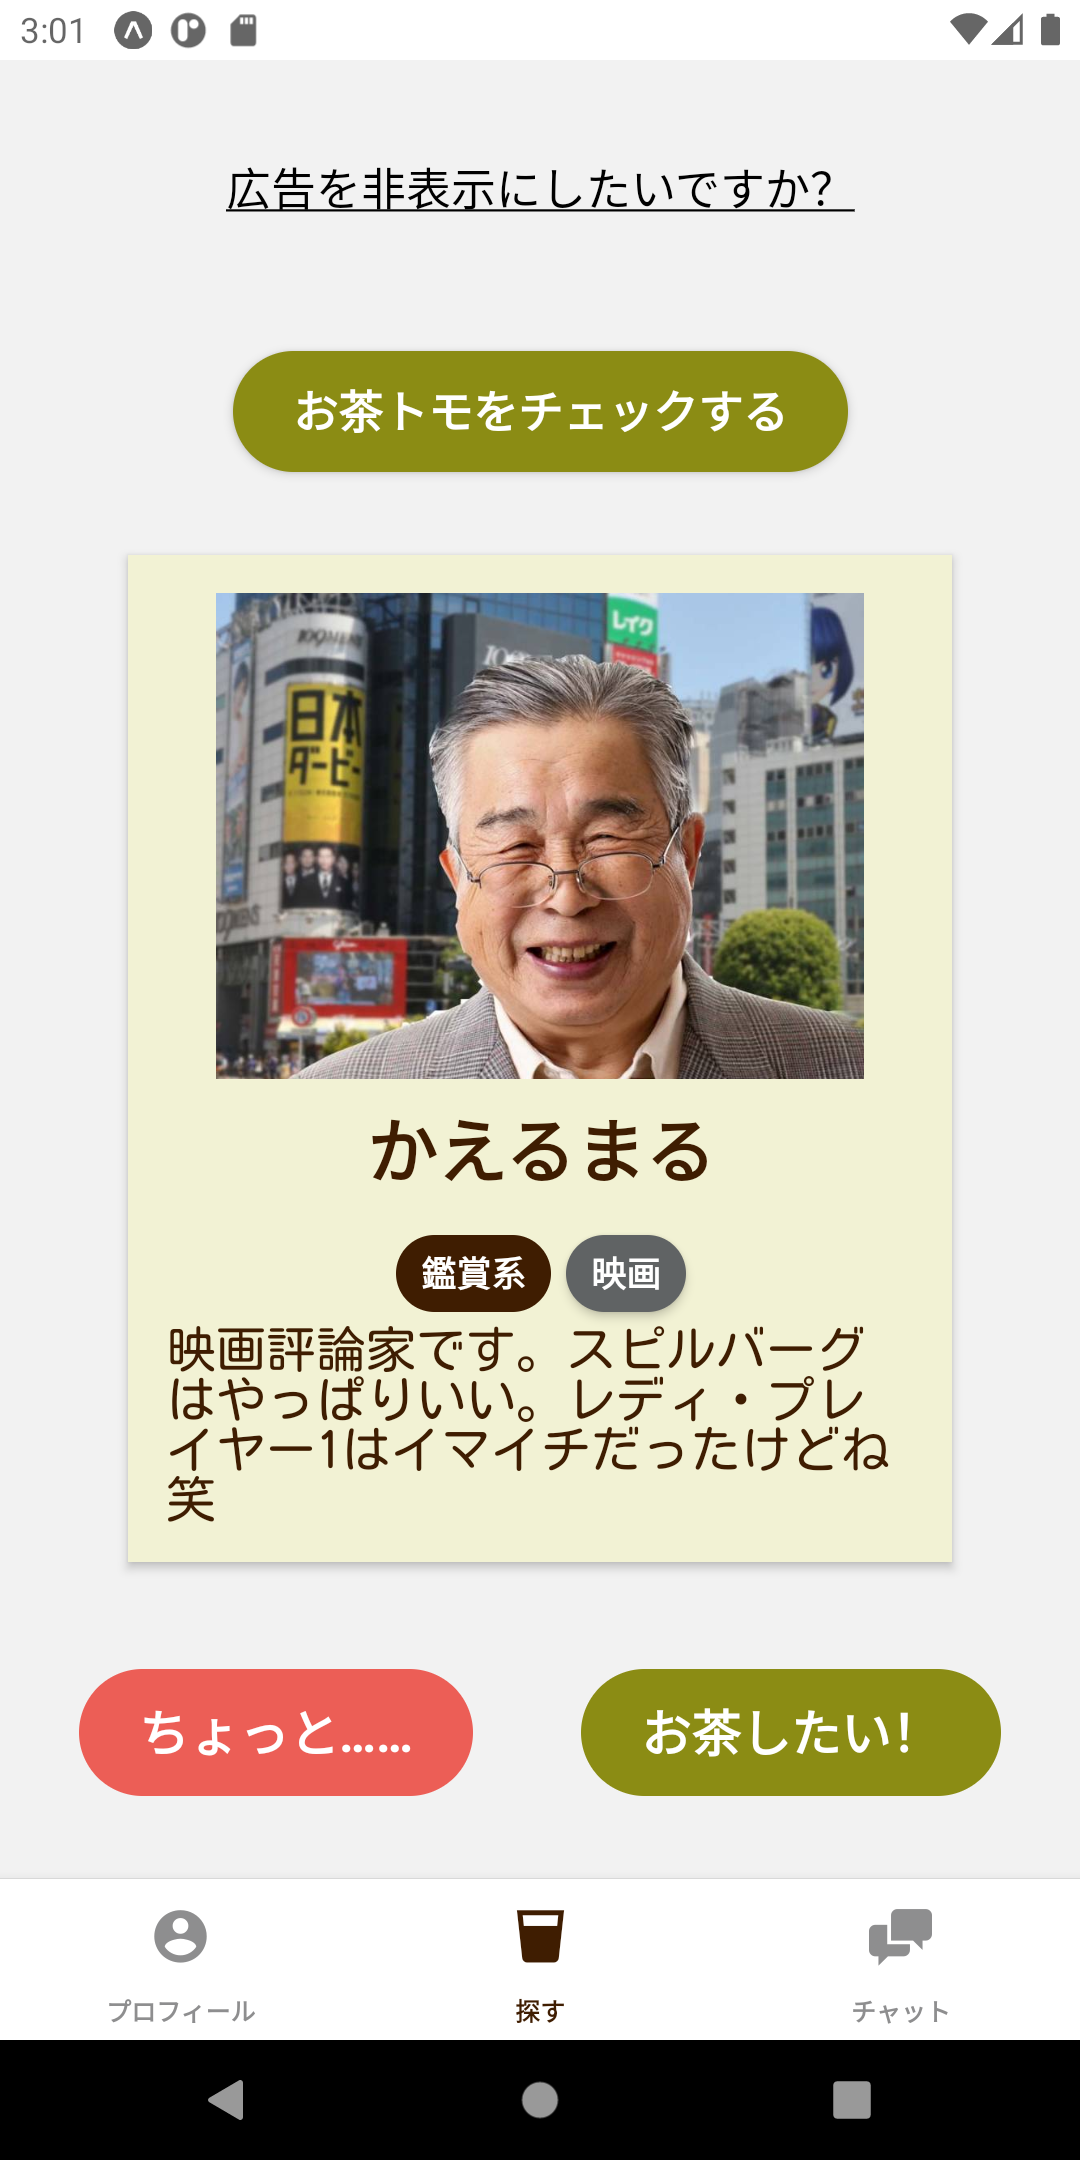 3:01
広告を非表示にしたいですか？
お茶トモをチェックする
109MEN'S
レイク
日本
ダービー
かえるまる
鑑賞系
映画
映画評論家です。スピルバーグ
はやっぱりいい。レディ・プレ
イヤー1はイマイチだったけどね
笑
ちょっと……
お茶したい！
プロフィール
探す
チャット